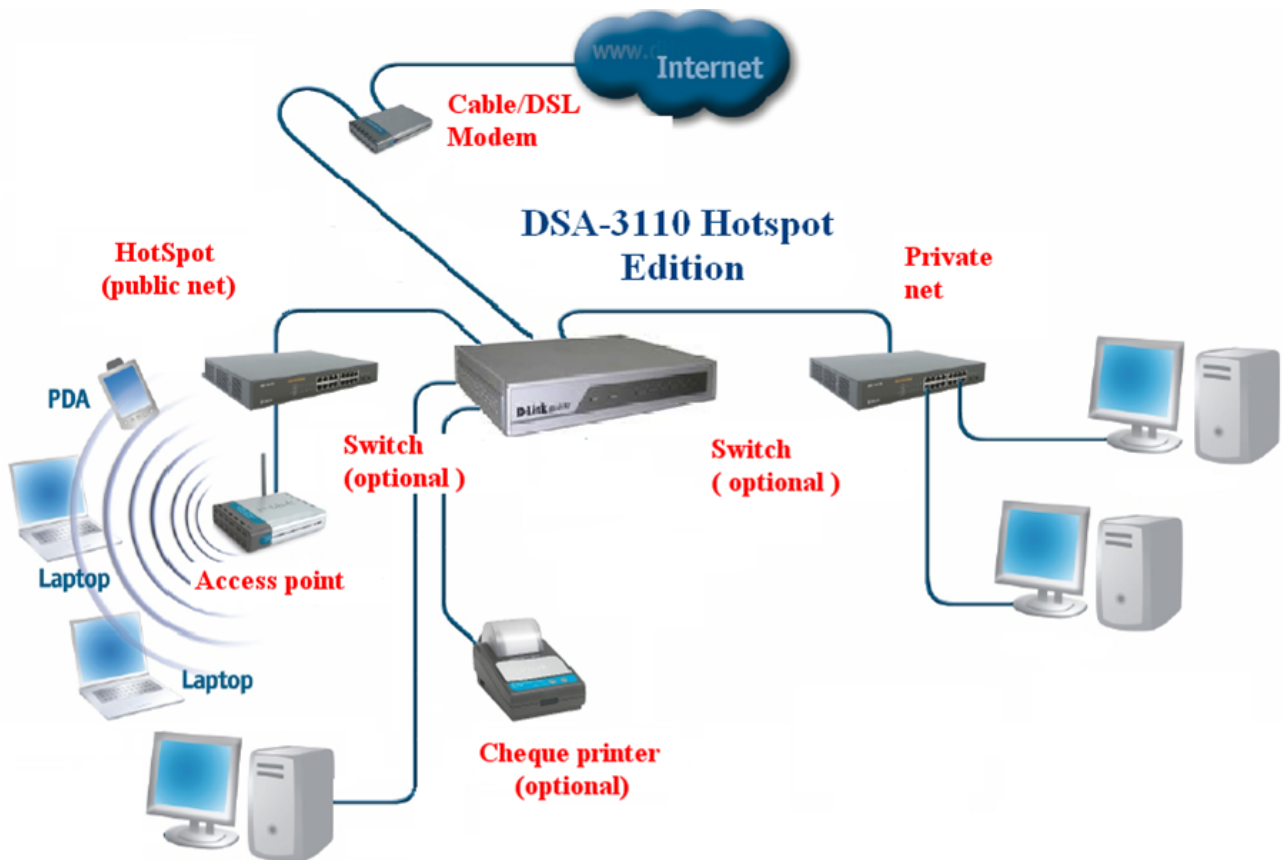 www.
Internet
Cable/DSL
Modem
DSA-3110 Hotspot
Edition
HotSpot
(public net)
Private
net
PDA
D-Link
Switch
(optional )
Switch
( optional )
Laptop
Access point
Laptop
Cheque printer
(optional)